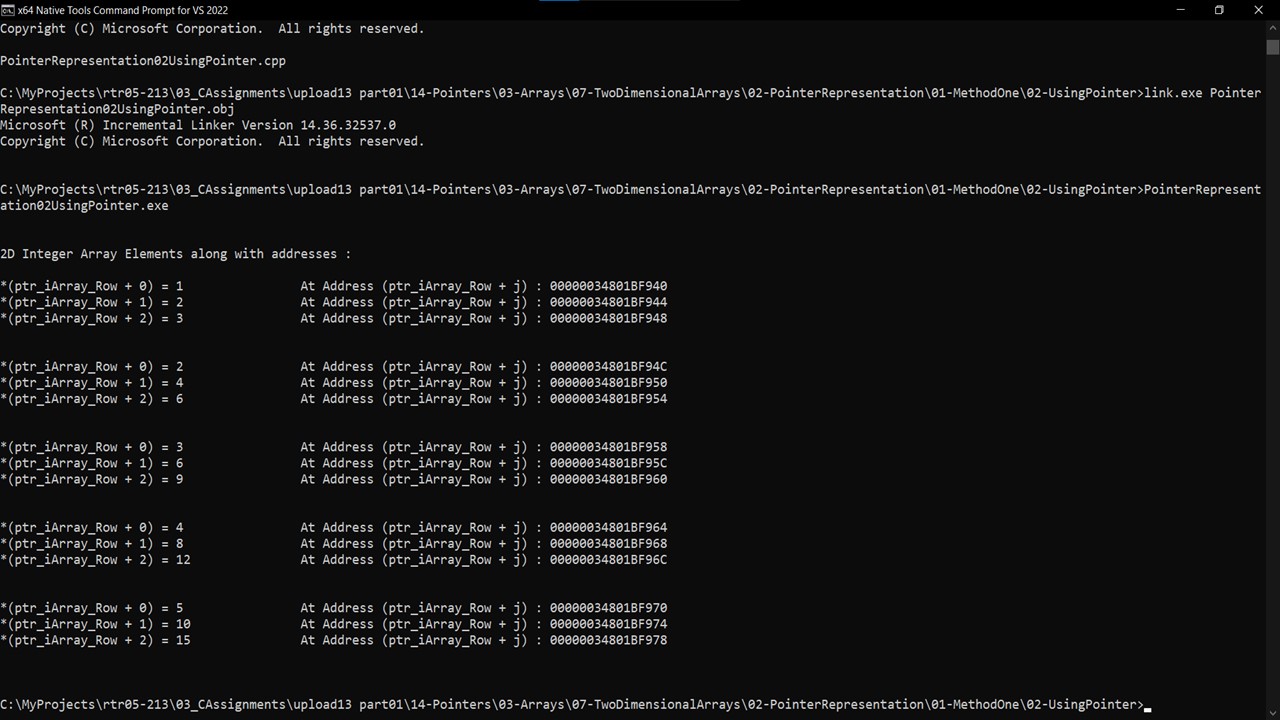 x64 Native Tools Command Prompt for VS 2022
Copyright (C) Microsoft Corporation.  All rights reserved.
PointerRepresentation02UsingPointer.cpp
C:\MyProjects\rtr05-213\03_CAssignments\upload13 part01\14-Pointers\03-Arrays\07-TwoDimensionalArrays\02-PointerRepresentation\01-MethodOne\02-UsingPointer>link.exe Pointer
Representation02UsingPointer.obj
Microsoft (R) Incremental Linker Version 14.36.32537.0
Copyright (C) Microsoft Corporation.  All rights reserved.
C:\MyProjects\rtr05-213\03_CAssignments\upload13 part01\14-Pointers\03-Arrays\07-TwoDimensionalArrays\02-PointerRepresentation\01-MethodOne\02-UsingPointer>PointerRepresent
ation02UsingPointer.exe
2D Integer Array Elements along with addresses :
*(ptr_iArray_Row + 0) = 1 At Address (ptr_iArray_Row + j) : 00000034801BF940
*(ptr_iArray_Row + 1) = 2 At Address (ptr_iArray_Row + j) : 00000034801BF944
*(ptr_iArray_Row + 2) = 3 At Address (ptr_iArray_Row + j) : 00000034801BF948
*(ptr_iArray_Row + 0) = 2 At Address (ptr_iArray_Row + j) : 00000034801BF94C
*(ptr_iArray_Row + 1) = 4 At Address (ptr_iArray_Row + j) : 00000034801BF950
*(ptr_iArray_Row + 2) = 6 At Address (ptr_iArray_Row + j) : 00000034801BF954
*(ptr_iArray_Row + 0) = 3 At Address (ptr_iArray_Row + j) : 00000034801BF958
*(ptr_iArray_Row + 1) = 6 At Address (ptr_iArray_Row + j) : 00000034801BF95C
*(ptr_iArray_Row + 2) = 9 At Address (ptr_iArray_Row + j) : 00000034801BF960
*(ptr_iArray_Row + 0) = 4 At Address (ptr_iArray_Row + j) : 00000034801BF964
*(ptr_iArray_Row + 1) = 8 At Address (ptr_iArray_Row + j) : 00000034801BF968
*(ptr_iArray_Row + 2) = 12 At Address (ptr_iArray_Row + j) : 00000034801BF96C
*(ptr_iArray_Row + 0) = 5 At Address (ptr_iArray_Row + j) : 00000034801BF970
*(ptr_iArray_Row + 1) = 10 At Address (ptr_iArray_Row + j) : 00000034801BF974
*(ptr_iArray_Row + 2) = 15 At Address (ptr_iArray_Row + j) : 00000034801BF978
C:\MyProjects\rtr05-213\03_CAssignments\upload13 part01\14-Pointers\03-Arrays\07-TwoDimensionalArrays\02-PointerRepresentation\01-MethodOne\02-UsingPointer>